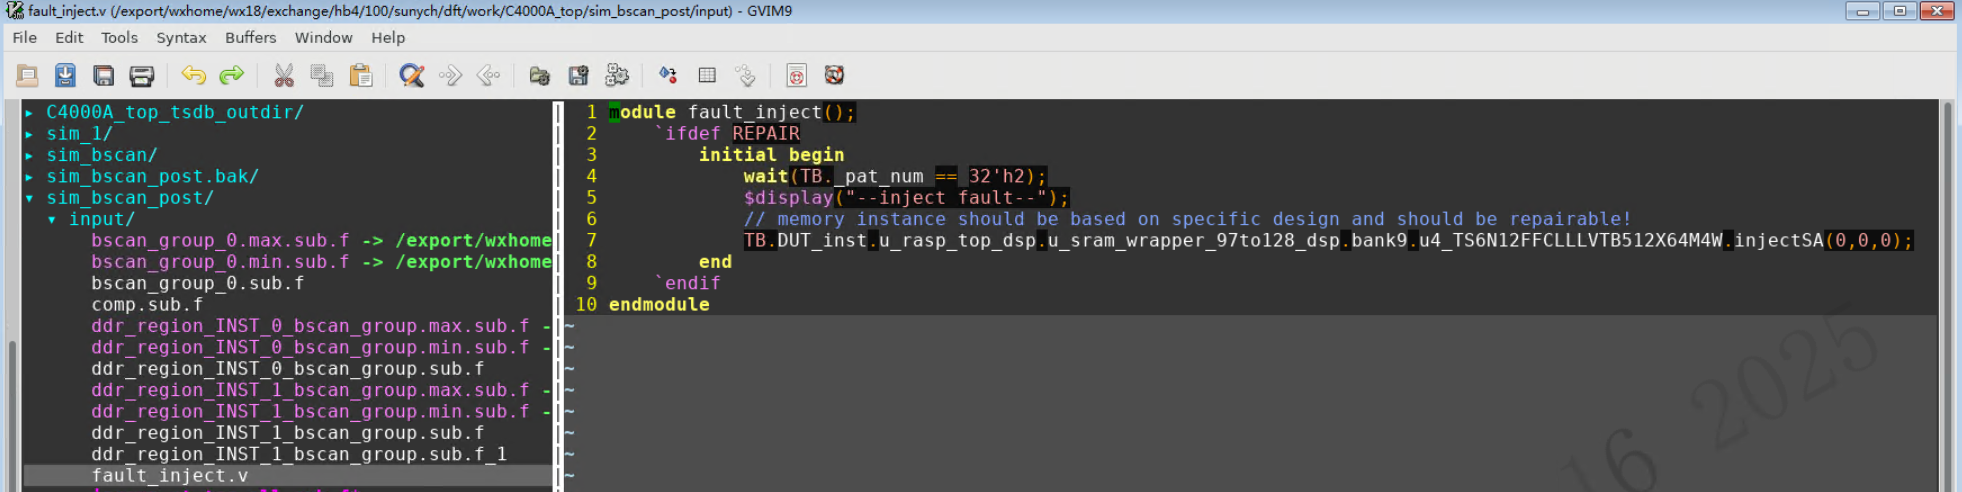 fault_inject.v (/export/wxhome/wx18/exchange/hb4/100/sunych/dft/work/C4000A_top/sim_bscan_post/input) - GVIM9
File Edit Tools Syntax Buffers Window Help
▸ C4000A_top_tsdb_outdir/
▸ sim_1/
▸ sim_bscan/
▸ sim_bscan_post.bak/
▾ sim_bscan_post/
▾ input/
bscan_group_0.max.sub.f -> /export/wxhome
bscan_group_0.min.sub.f -> /export/wxhome
bscan_group_0.sub.f
comp.sub.f
ddr_region_INST_0_bscan_group.max.sub.f -
ddr_region_INST_0_bscan_group.min.sub.f -
ddr_region_INST_0_bscan_group.sub.f
ddr_region_INST_1_bscan_group.max.sub.f -
ddr_region_INST_1_bscan_group.min.sub.f -
ddr_region_INST_1_bscan_group.sub.f
ddr_region_INST_1_bscan_group.sub.f_1
fault_inject.v
1 module fault_inject();
2 `ifdef REPAIR
3 initial begin
4 wait(TB._pat_num == 32'h2);
5 $display("--inject fault--");
6 // memory instance should be based on specific design and should be repairable!
7 TB.DUT_inst.u_rasp_top_dsp.u_sram_wrapper_97to128_dsp.bank9.u4_TS6N12FFCLLLVTB512X64M4W.injectSA(0,0,0);
8 end
9 `endif
10 endmodule
~
~
~
~
~
~
~
~
16 2025